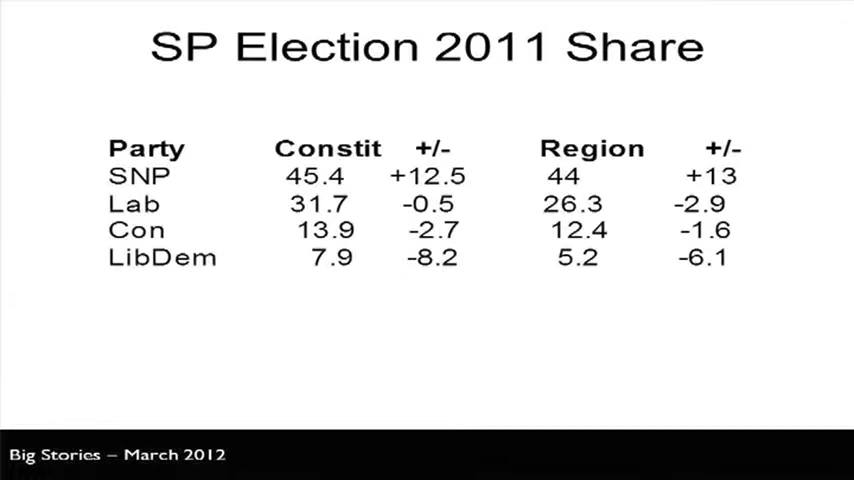 SP Election 2011 Share
Party Constit +/- Region +/-
SNP 45.4 +12.5 44 +13
Lab 31.7 -0.5 26.3 -2.9
Con 13.9 -2.7 12.4 -1.6
LibDem 7.9 -8.2 5.2 -6.1
Big Stories – March 2012